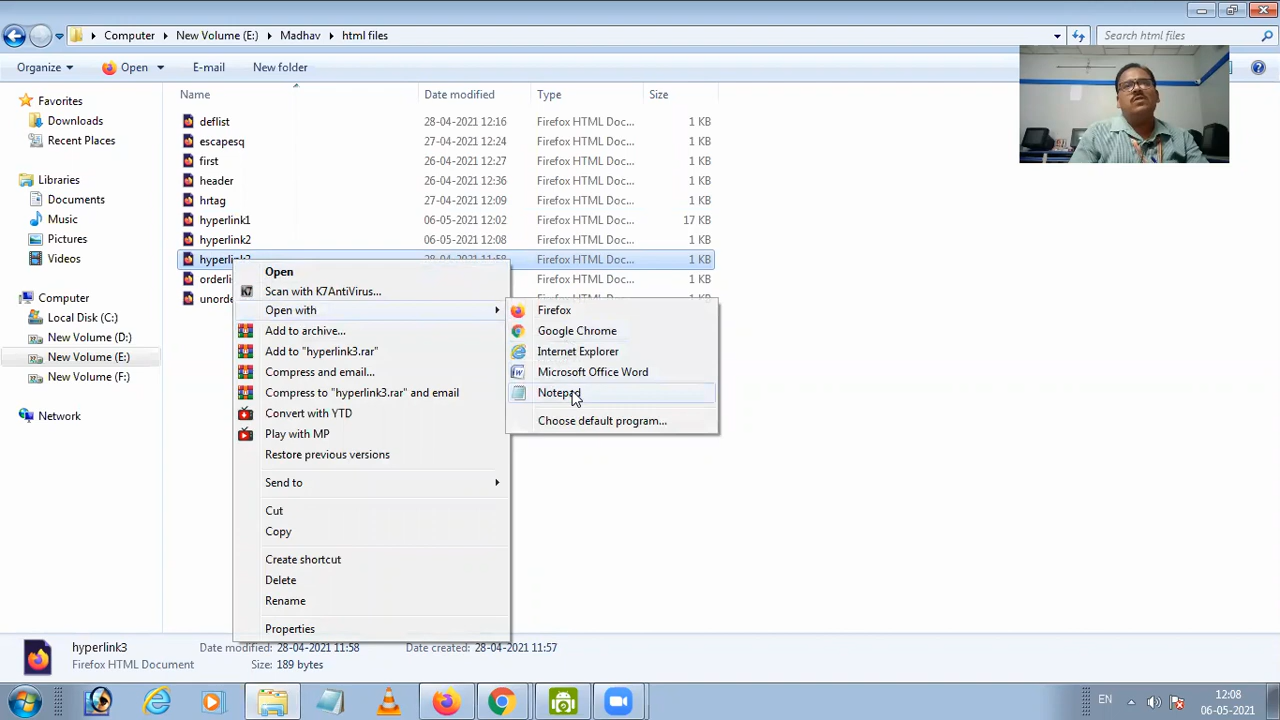 Computer
New Volume (E:)
Madhav
html files
Search html files
Organize
Open
E-mail
New folder
Name
Date modified
Type
Size
Favorites
Downloads
Recent Places
Libraries
Documents
Music
Pictures
Videos
Computer
Local Disk (C:)
New Volume (D:)
New Volume (E:)
New Volume (F:)
Network
deflist 28-04-2021 12:16 Firefox HTML Doc... 1 KB
escapesq 27-04-2021 12:24 Firefox HTML Doc... 1 KB
first 26-04-2021 12:27 Firefox HTML Doc... 1 KB
header 26-04-2021 12:36 Firefox HTML Doc... 1 KB
hrtag 27-04-2021 12:09 Firefox HTML Doc... 1 KB
hyperlink1 06-05-2021 12:02 Firefox HTML Doc... 17 KB
hyperlink2 06-05-2021 12:08 Firefox HTML Doc... 1 KB
hyperlink3 28-04-2021 11:58 Firefox HTML Doc... 1 KB
orderli 1 KB
unord 1 KB
Open
Scan with K7AntiVirus...
Open with
Add to archive...
Add to "hyperlink3.rar"
Compress and email...
Compress to "hyperlink3.rar" and email
Convert with YTD
Play with MP
Restore previous versions
Send to
Cut
Copy
Create shortcut
Delete
Rename
Properties
Firefox
Google Chrome
Internet Explorer
Microsoft Office Word
Notepad
Choose default program...
hyperlink3
Date modified: 28-04-2021 11:58
Date created: 28-04-2021 11:57
Firefox HTML Document
Size: 189 bytes
EN
12:08
06-05-2021